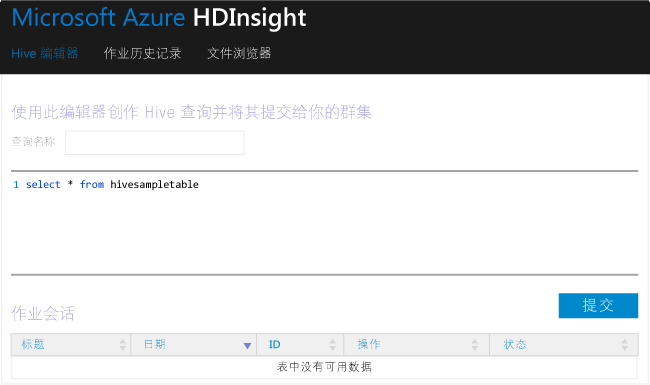 Microsoft Azure HDInsight
Hive 编辑器 作业历史记录 文件浏览器
使用此编辑器创作 Hive 查询并将其提交给你的群集
查询名称
1 select * from hivesampletable
提交
作业会话
标题 日期 ID 操作 状态
表中没有可用数据